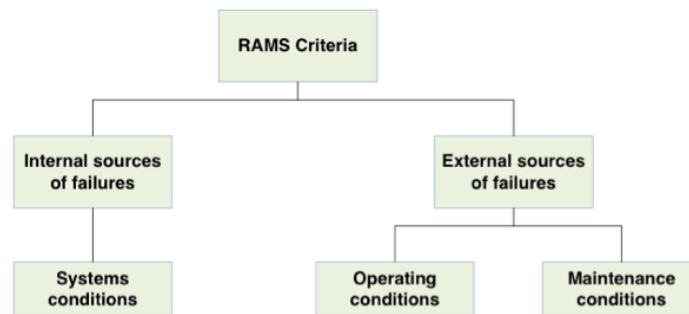 RAMS Criteria
Internal sources
of failures
External sources
of failures
Systems
conditions
Operating
conditions
Maintenance
conditions